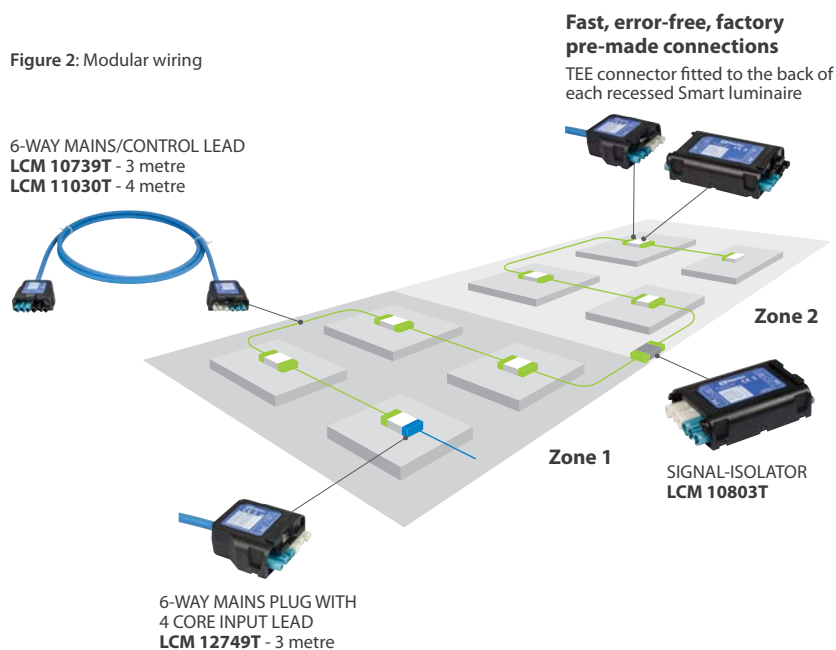 Fast, error-free, factory
pre-made connections
TEE connector fitted to the back of
each recessed Smart luminaire
Figure 2: Modular wiring
6-WAY MAINS/CONTROL LEAD
LCM 10739T - 3 metre
LCM 11030T - 4 metre
Zone 2
Zone 1
SIGNAL-ISOLATOR
LCM 10803T
6-WAY MAINS PLUG WITH
4 CORE INPUT LEAD
LCM 12749T - 3 metre